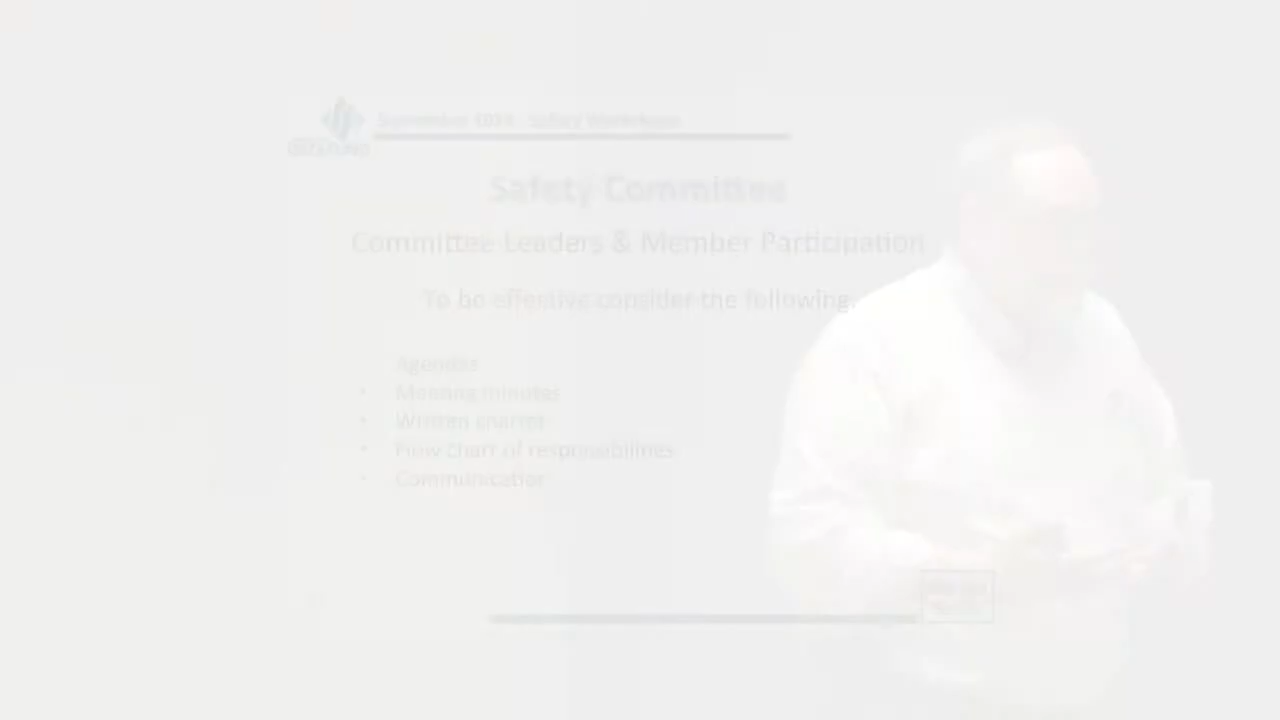 Safety Committee
Committee Leaders & Member Participation
To be effective consider the following.
Agendas
• Meeting minutes
• Written charter
• Flow chart of responsibilities
• Communication